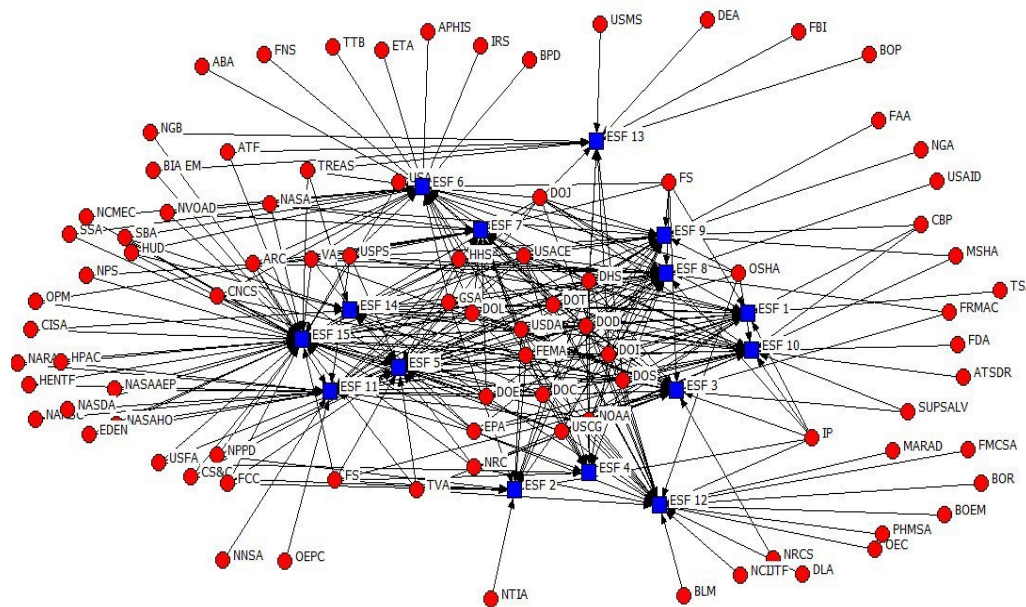 USMS
DEA
FBI
APHIS
TTB
ETA
IRS
FNS
BPD
ABA
BOP
FAA
NGB
ESF 13
ATF
NGA
BIA EM
TREAS
USA
ESF 6
DOJ
FS
USAID
NCMEC
NVOAD
NASA
SSA
SBA
ESF 7
ESF 9
CBP
HUD
ARC
VA
USPS
HHS
USACE
MSHA
NPS
DHS
ESF 8
OSHA
OPM
CNCS
GSA
DOT
TS
ESF 14
DOL
ESF 1
FRMAC
CISA
ESF 15
USDA
DOD
FDA
HPAC
ESF 5
FEMA
DOI
ESF 10
HENTF
NASAAEP
ESF 11
DOE
DOC
DOS
ESF 3
ATSDR
NASDA
NASAHO
EDEN
EPA
USCG
NOAA
SUPSALV
IP
USFA
NPPD
NRC
ESF 4
MARAD
FMCSA
CS&C
FCC
FS
TVA
ESF 2
ESF 12
BOR
BOEM
PHMSA
OEC
NNSA
OEPC
NRCS
DLA
NTIA
BLM